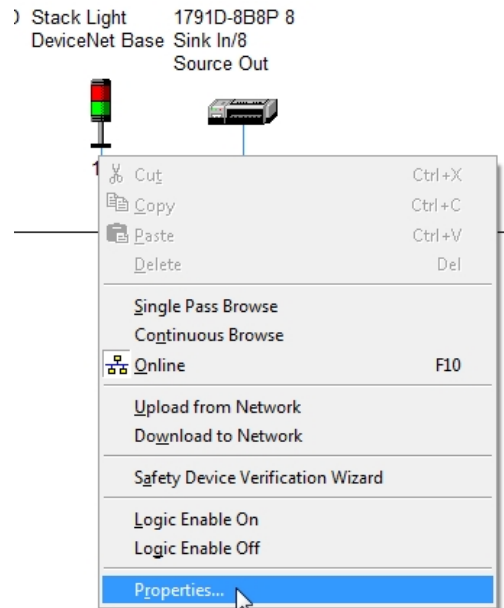 ) Stack Light
DeviceNet Base
1791D-8B8P 8
Sink In/8
Source Out
1
Cut Ctrl+X
Copy Ctrl+C
Paste Ctrl+V
Delete Del
Single Pass Browse
Continuous Browse
Online F10
Upload from Network
Download to Network
Safety Device Verification Wizard
Logic Enable On
Logic Enable Off
Properties...